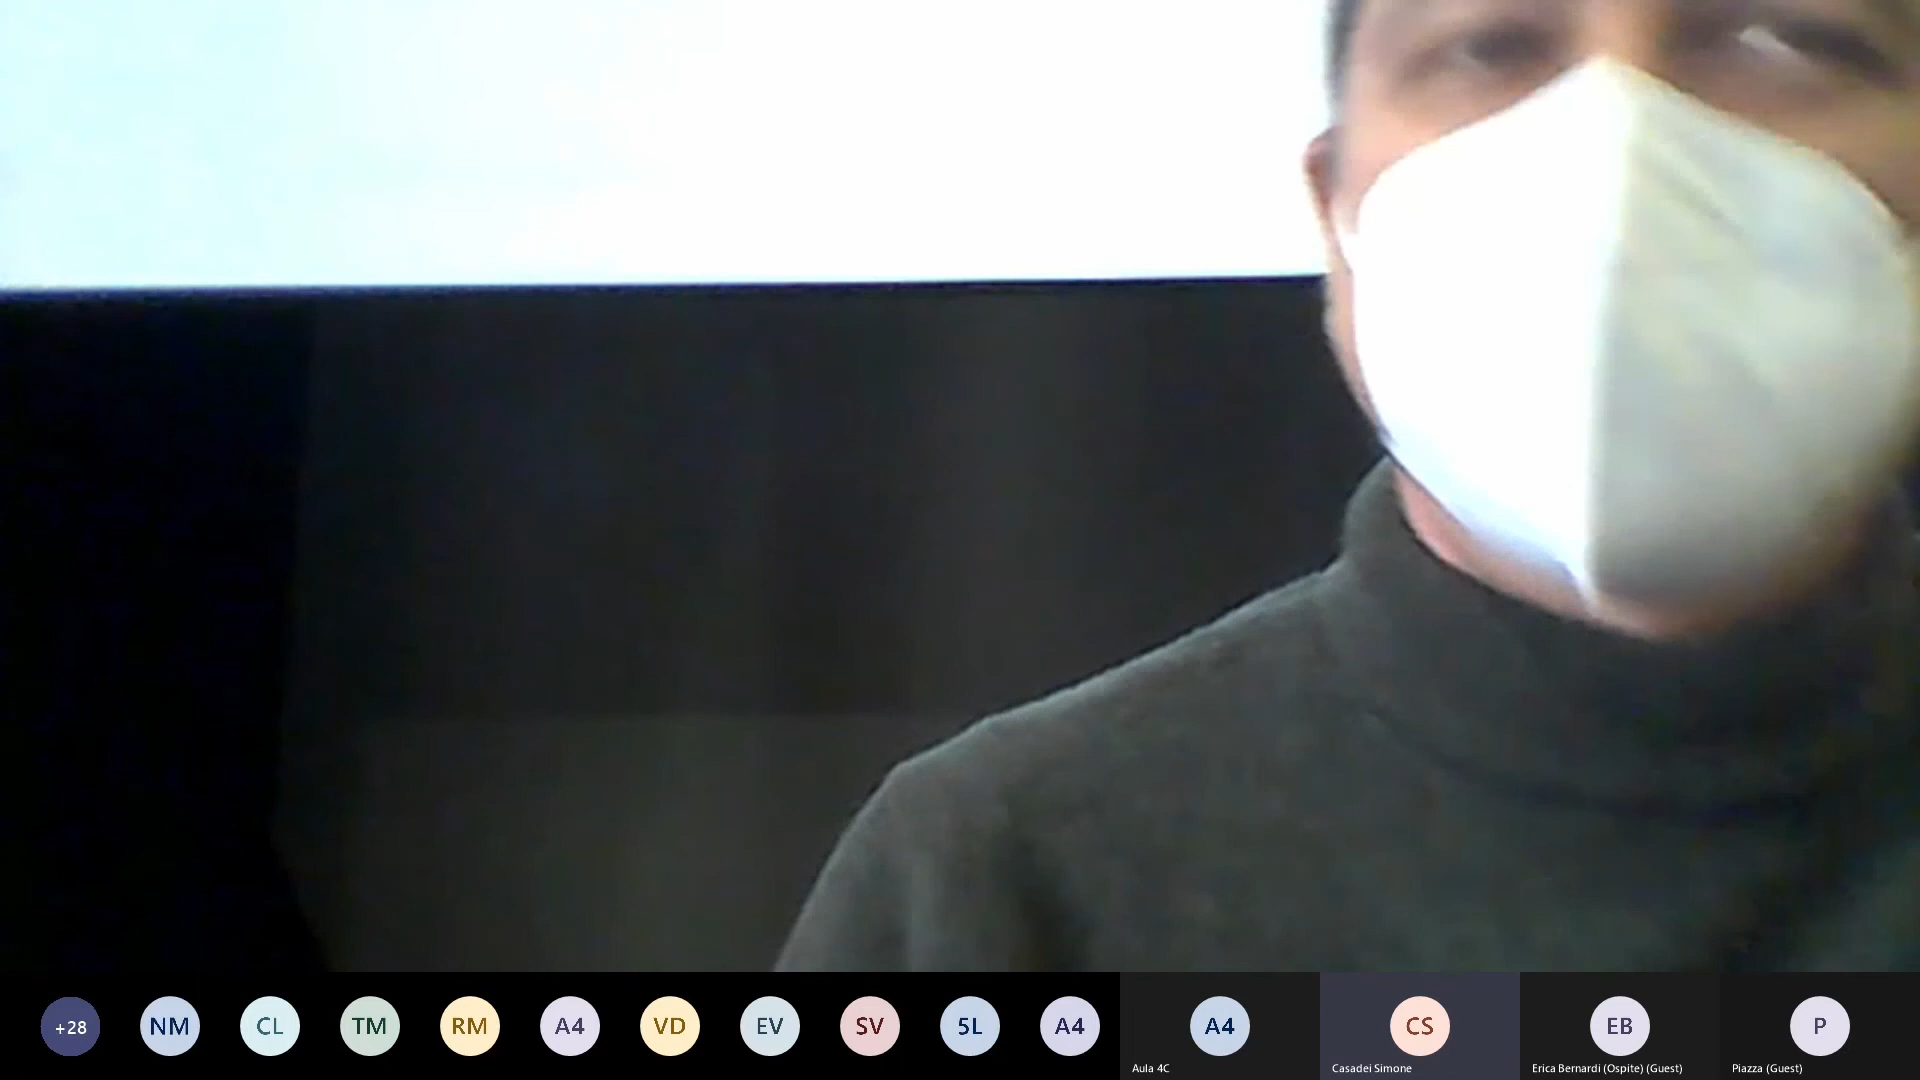 +28
NM
CL
TM
RM
A4
VD
EV
SV
5L
A4
A4
CS
EB
P
Aula 4C
Casadei Simone
Erica Bernardi (Ospite) (Guest)
Piazza (Guest)